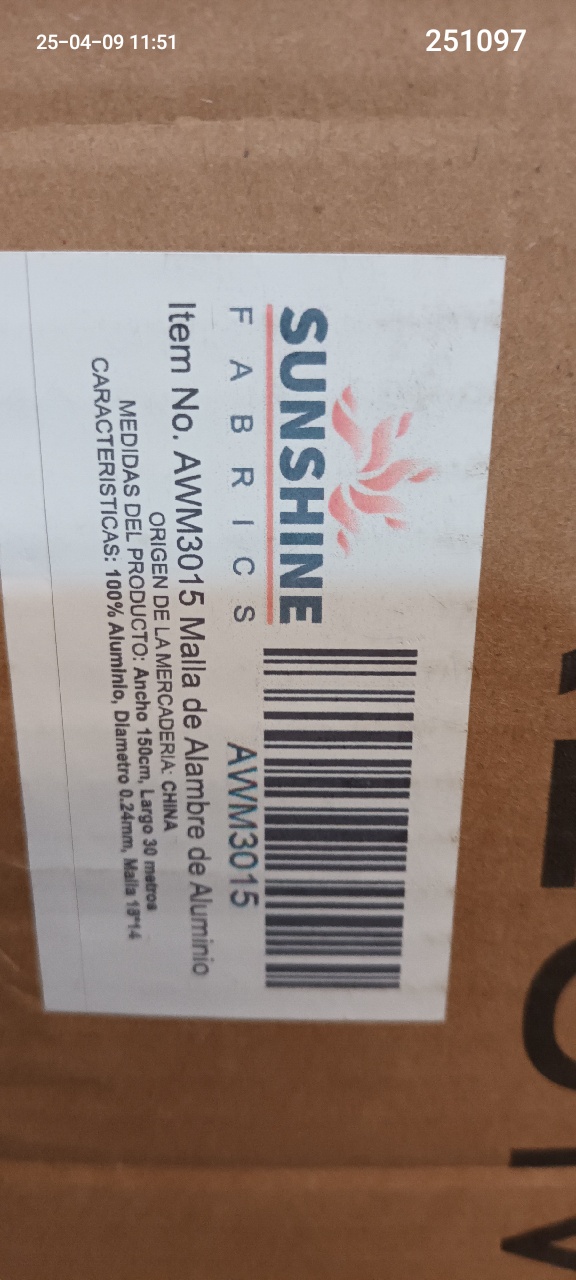 25-04-09 11:51
251097
SUNSHINE
FABRICS
AWM3015
Item No. AWM3015 Malla de Alambre de Aluminio
ORIGEN DE LA MERCADERIA: CHINA
MEDIDAS DEL PRODUCTO: Ancho 150cm, Largo 30 metros
CARACTERISTICAS: 100% Aluminio, Diametro 0.24mm, Malla 18*14